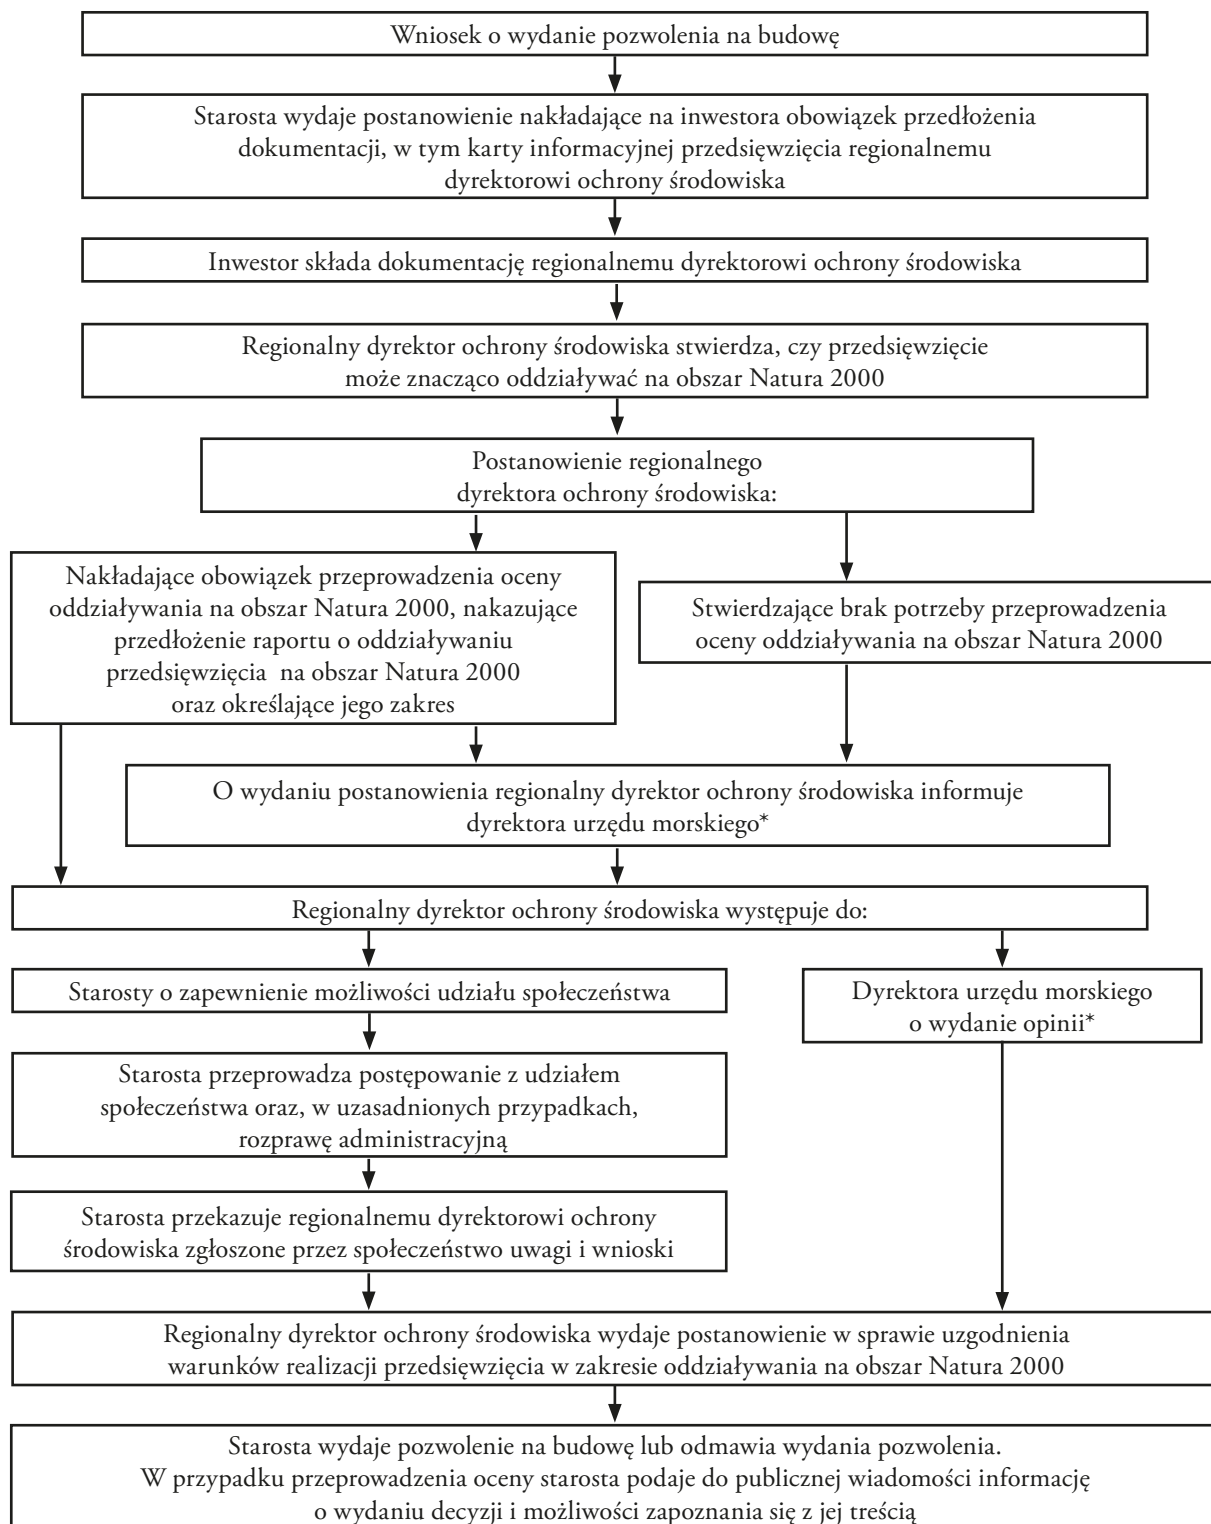 Wniosek o wydanie pozwolenia na budowę
Starosta wydaje postanowienie nakładające na inwestora obowiązek przedłożenia
dokumentacji, w tym karty informacyjnej przedsięwzięcia regionalnemu
dyrektorowi ochrony środowiska
Inwestor składa dokumentację regionalnemu dyrektorowi ochrony środowiska
Regionalny dyrektor ochrony środowiska stwierdza, czy przedsięwzięcie
może znacząco oddziaływać na obszar Natura 2000
Postanowienie regionalnego
dyrektora ochrony środowiska:
Nakładające obowiązek przeprowadzenia oceny
oddziaływania na obszar Natura 2000, nakazujące
przedłożenie raportu o oddziaływaniu
przedsięwzięcia na obszar Natura 2000
oraz określające jego zakres
Stwierdzające brak potrzeby przeprowadzenia
oceny oddziaływania na obszar Natura 2000
O wydaniu postanowienia regionalny dyrektor ochrony środowiska informuje
dyrektora urzędu morskiego*
Regionalny dyrektor ochrony środowiska występuje do:
Starosty o zapewnienie możliwości udziału społeczeństwa
Dyrektora urzędu morskiego
o wydanie opinii*
Starosta przeprowadza postępowanie z udziałem
społeczeństwa oraz, w uzasadnionych przypadkach,
rozprawę administracyjną
Starosta przekazuje regionalnemu dyrektorowi ochrony
środowiska zgłoszone przez społeczeństwo uwagi i wnioski
Regionalny dyrektor ochrony środowiska wydaje postanowienie w sprawie uzgodnienia
warunków realizacji przedsięwzięcia w zakresie oddziaływania na obszar Natura 2000
Starosta wydaje pozwolenie na budowę lub odmawia wydania pozwolenia.
W przypadku przeprowadzenia oceny starosta podaje do publicznej wiadomości informację
o wydaniu decyzji i możliwości zapoznania się z jej treścią